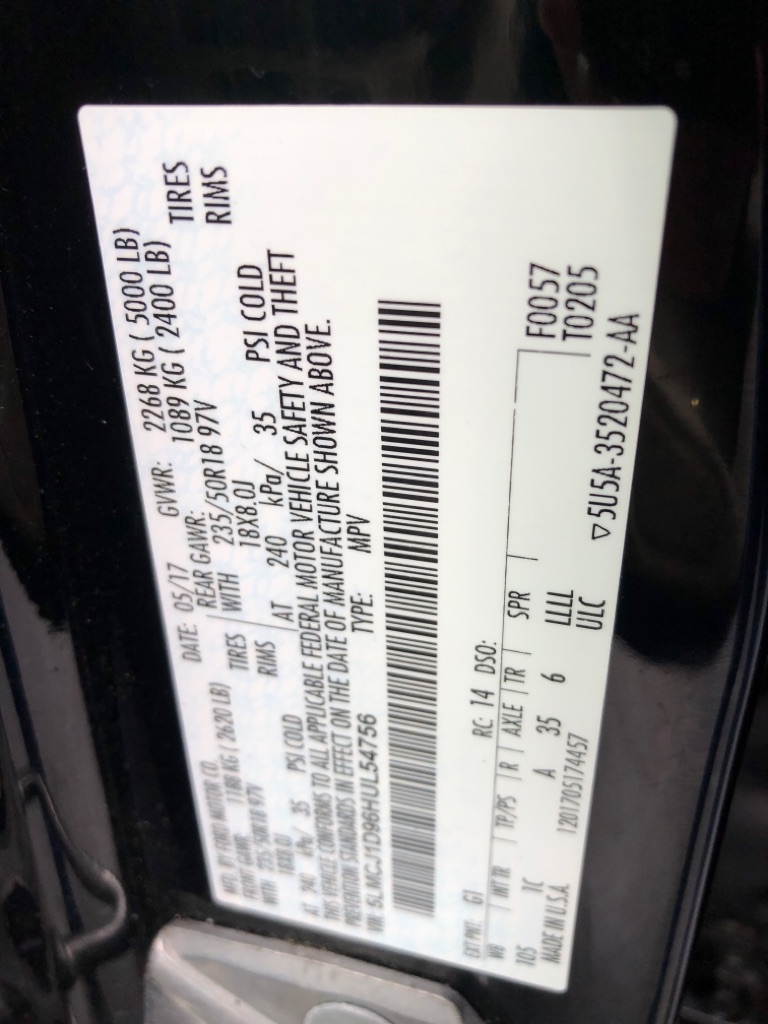 MFD. BY FORD MOTOR CO. DATE: 05/17 GVWR: 2268 KG ( 5000 LB)
FRONT GAWR: 1188 KG ( 2620 LB) REAR GAWR: 1089 KG ( 2400 LB)
WITH 235/50R18 97V TIRES WITH 235/50R18 97V TIRES
18X8.0J RIMS 18X8.0J RIMS
AT 240 kPa/ 35 PSI COLD AT 240 kPa/ 35 PSI COLD
THIS VEHICLE CONFORMS TO ALL APPLICABLE FEDERAL MOTOR VEHICLE SAFETY AND THEFT
PREVENTION STANDARDS IN EFFECT ON THE DATE OF MANUFACTURE SHOWN ABOVE.
VIN: 5LMCJ1D96HUL54756 TYPE: MPV
EXT PNT: G1 RC: 14 DSO:
WB INT TR TP/PS R AXLE TR SPR F0057
105 1C A 35 6 LLLL T0205
MADE IN U.S.A. 1201705174457 ULC ▽5U5A-3520472-AA